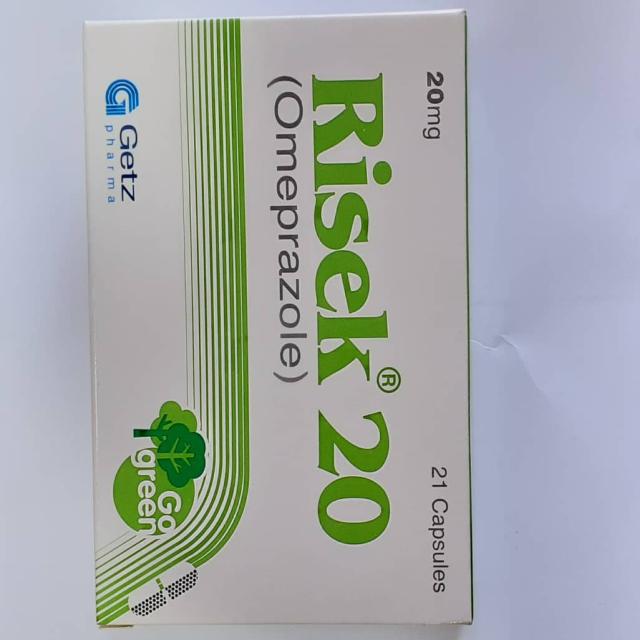 20mg
21 Capsules
Risek® 20
(Omeprazole)
Getz
pharma
Go
green